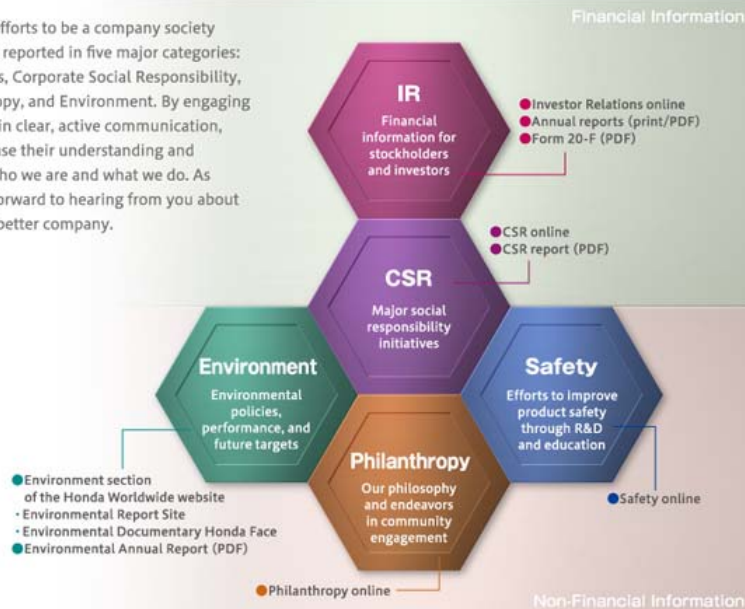 Financial Information
fforts to be a company society
reported in five major categories:
s, Corporate Social Responsibility,
py, and Environment. By engaging
in clear, active communication,
se their understanding and
ho we are and what we do. As
orward to hearing from you about
better company.
IR
Financial
information for
stockholders
and investors
●Investor Relations online
●Annual reports (print/PDF)
●Form 20-F (PDF)
●CSR online
●CSR report (PDF)
CSR
Major social
responsibility
initiatives
Environment
Environmental
policies,
performance, and
future targets
Safety
Efforts to improve
product safety
through R&D
and education
Philanthropy
Our philosophy
and endeavors
in community
engagement
●Environment section
of the Honda Worldwide website
・Environmental Report Site
・Environmental Documentary Honda Face
●Environmental Annual Report (PDF)
●Safety online
●Philanthropy online
Non-Financial Information